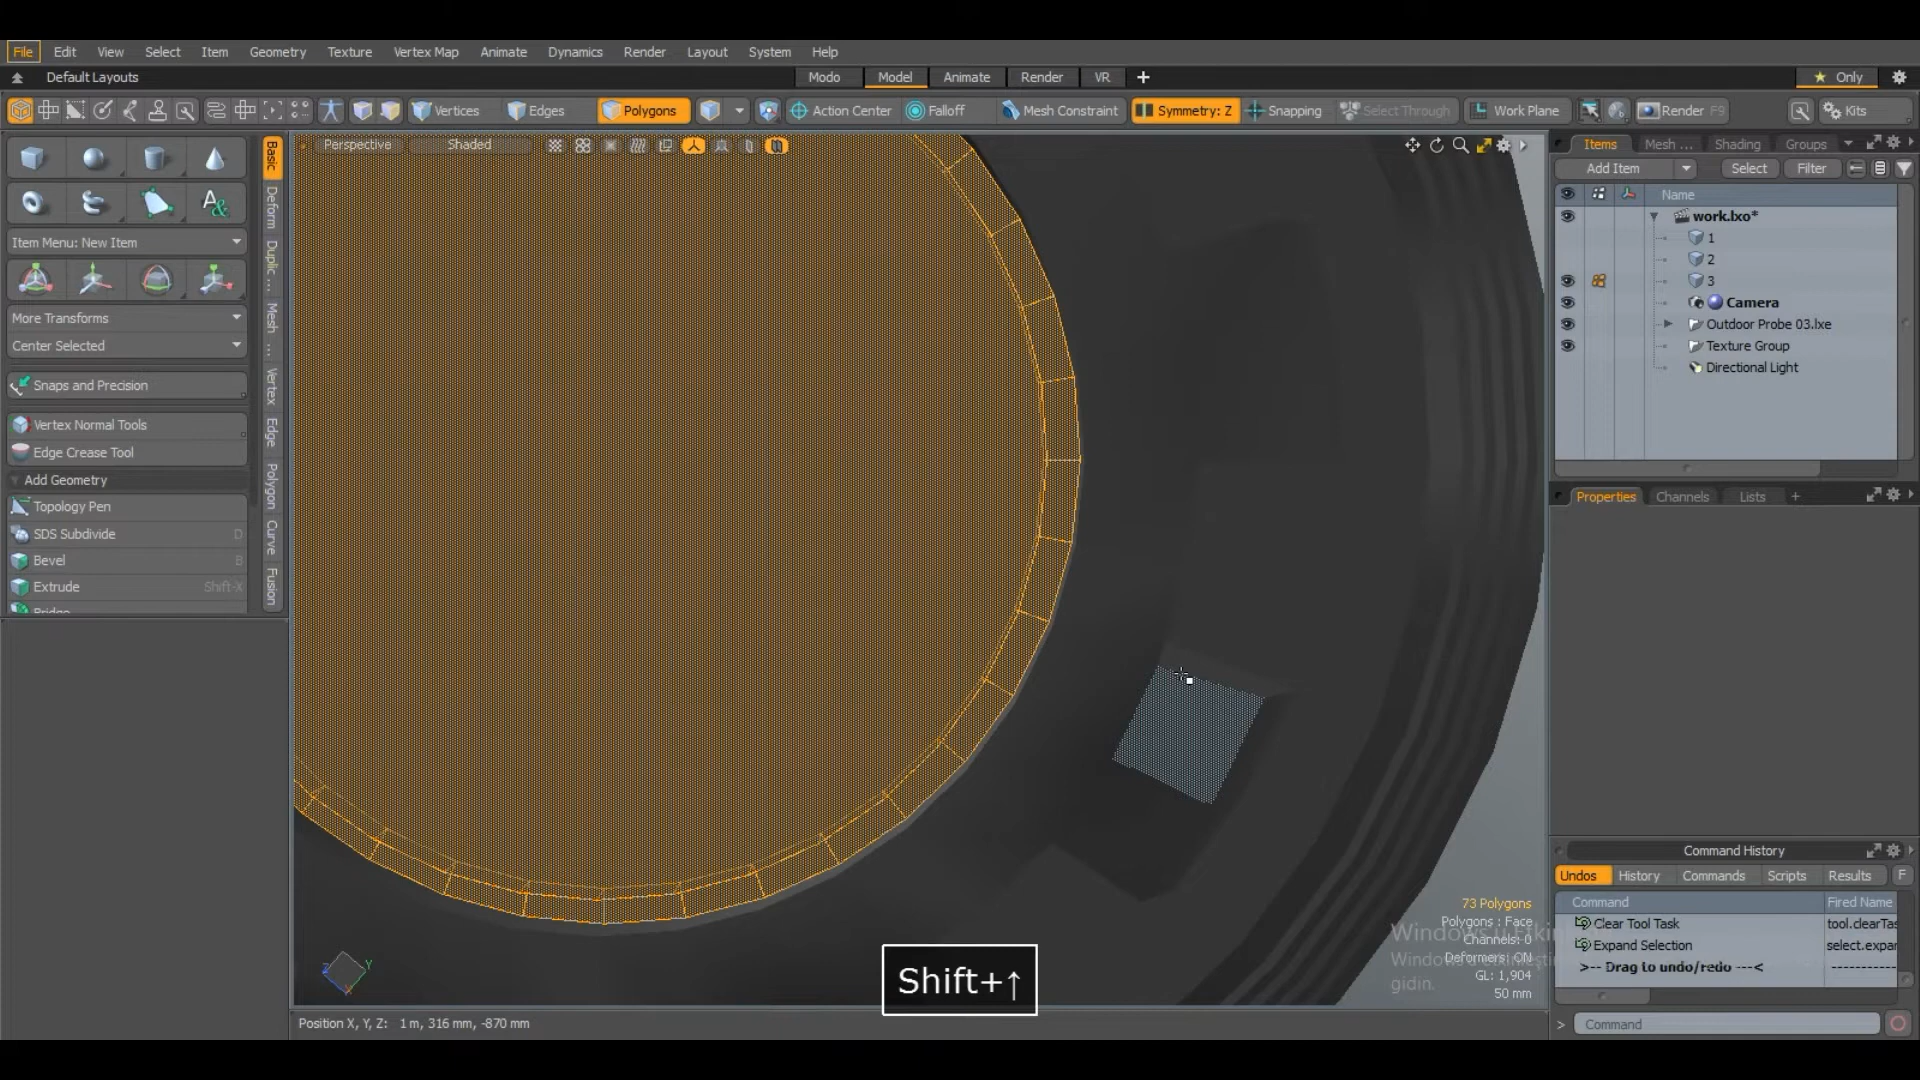 File Edit View Select Item Geometry Texture Vertex Map Animate Dynamics Render Layout System Help
Default Layouts Modo Model Animate Render VR + Only
Vertices Edges Polygons Action Center Falloff Mesh Constraint Symmetry: Z Snapping Select Through Work Plane Render F9 Kits
Perspective Shaded
Items Mesh ... Shading Groups
Add Item Select Filter
Name
work.lxo*
1
2
3
Camera
Outdoor Probe 03.lxe
Texture Group
Directional Light
Item Menu: New Item
More Transforms
Center Selected
Snaps and Precision
Vertex Normal Tools
Edge Crease Tool
Add Geometry
Topology Pen
SDS Subdivide D
Bevel B
Extrude Shift-X
Basic
Deform
Duplic ...
Mesh ...
Vertex
Edge
Polygon
Curve
Fusion
Properties Channels Lists +
Command History
Undos History Commands Scripts Results F
Command Fired Name
Clear Tool Task tool.clearTas
Expand Selection select.expan
>-- Drag to undo/redo ---<
> Command
73 Polygons
Polygons : Face
Channels: 0
Deformers: ON
GL: 1,904
50 mm
gidin.
Shift+↑
Z Y X
Position X, Y, Z: 1 m, 316 mm, -870 mm